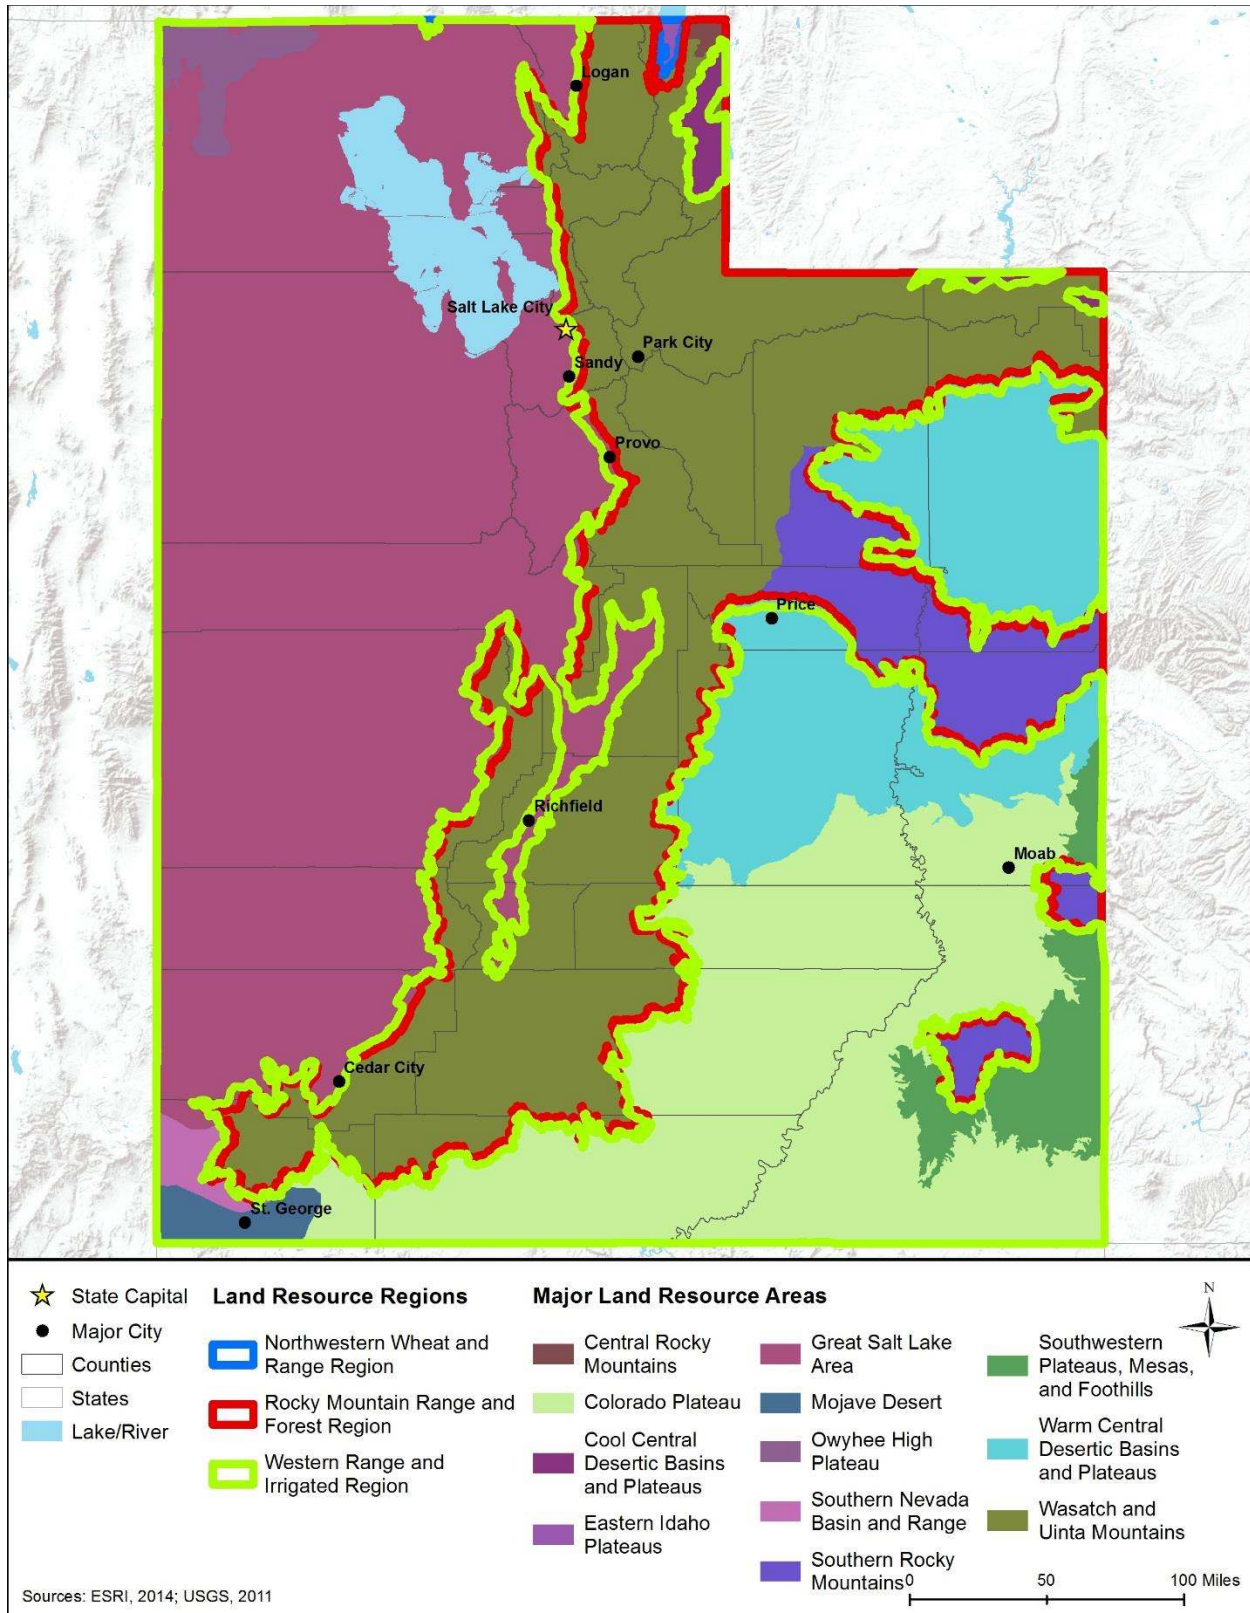 Logan
Salt Lake City
Park City
Sandy
Provo
Price
Richfield
Moab
Cedar City
St. George
State Capital
Major City
Counties
States
Lake/River
Land Resource Regions
Northwestern Wheat and
Range Region
Rocky Mountain Range and
Forest Region
Western Range and
Irrigated Region
Major Land Resource Areas
Central Rocky
Mountains
Colorado Plateau
Cool Central
Desertic Basins
and Plateaus
Eastern Idaho
Plateaus
Great Salt Lake
Area
Mojave Desert
Owyhee High
Plateau
Southern Nevada
Basin and Range
Southern Rocky
Mountains
Southwestern
Plateaus, Mesas,
and Foothills
Warm Central
Desertic Basins
and Plateaus
Wasatch and
Uinta Mountains
N
0 50 100 Miles
Sources: ESRI, 2014; USGS, 2011